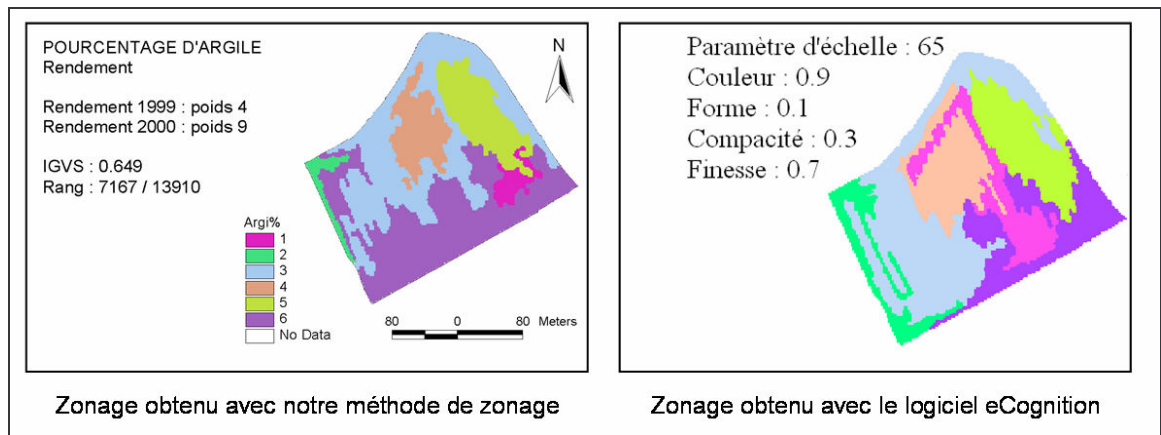 POURCENTAGE D'ARGILE
Rendement
Rendement 1999 : poids 4
Rendement 2000 : poids 9
IGVS : 0.649
Rang : 7167 / 13910
N
Argi%
1
2
3
4
5
6
No Data
80 0 80 Meters
Zonage obtenu avec notre méthode de zonage
Paramètre d'échelle : 65
Couleur : 0.9
Forme : 0.1
Compacité : 0.3
Finesse : 0.7
Zonage obtenu avec le logiciel eCognition